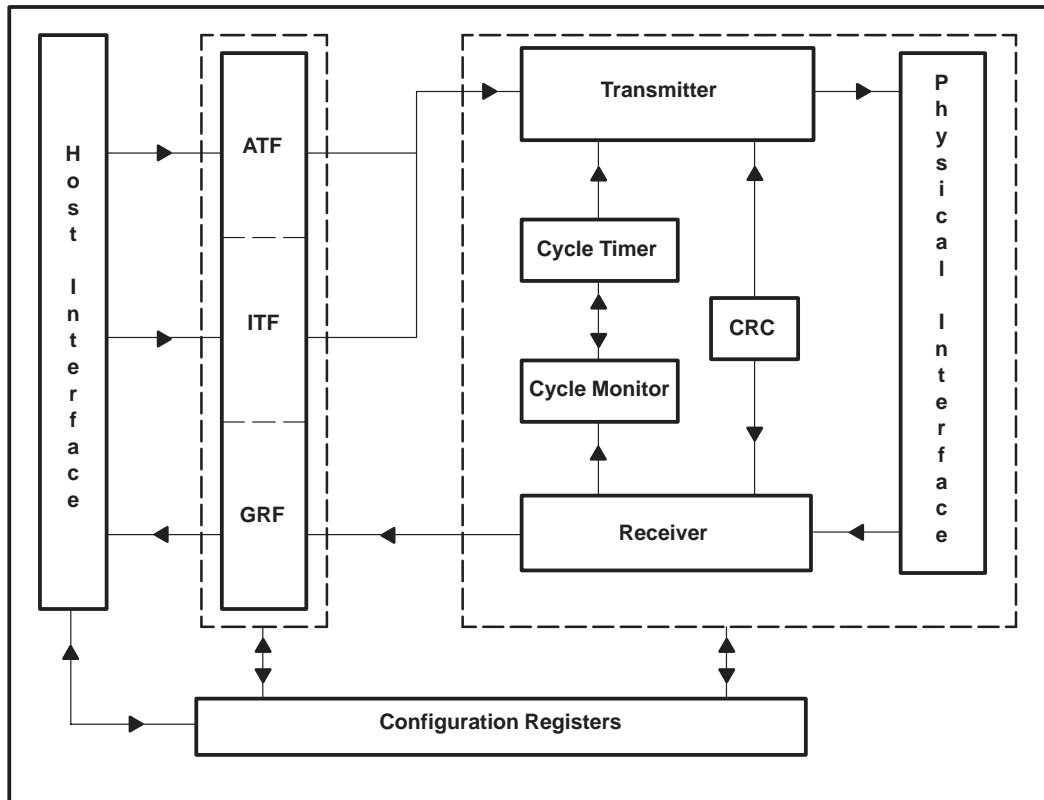 Host Interface
ATF
ITF
GRF
Transmitter
Cycle Timer
Cycle Monitor
CRC
Receiver
Physical Interface
Configuration Registers